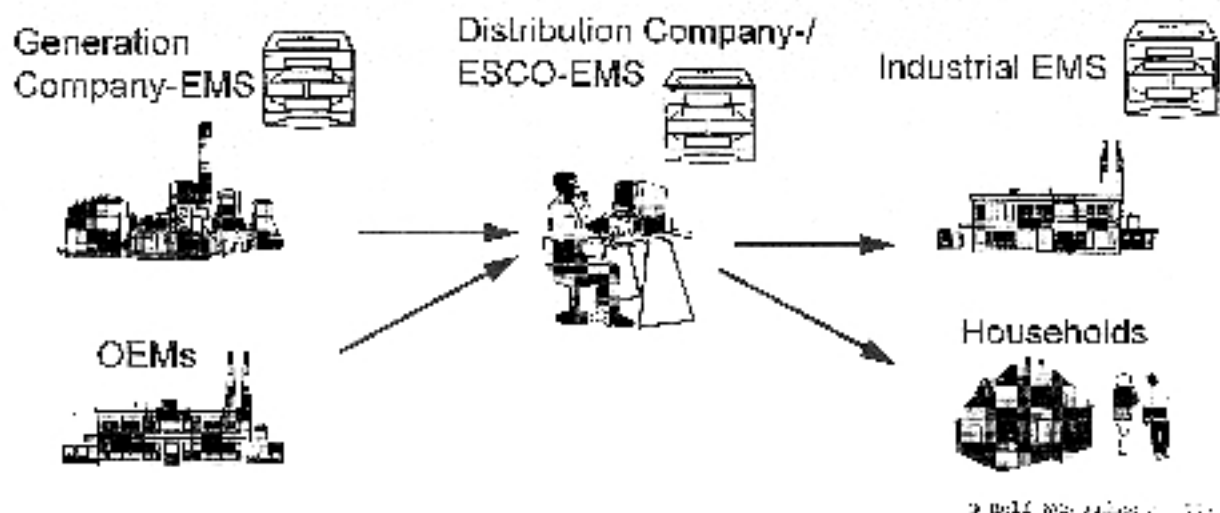 Generation
Company-EMS
Distribution Company-/
ESCO-EMS
Industrial EMS
OEMs
Households